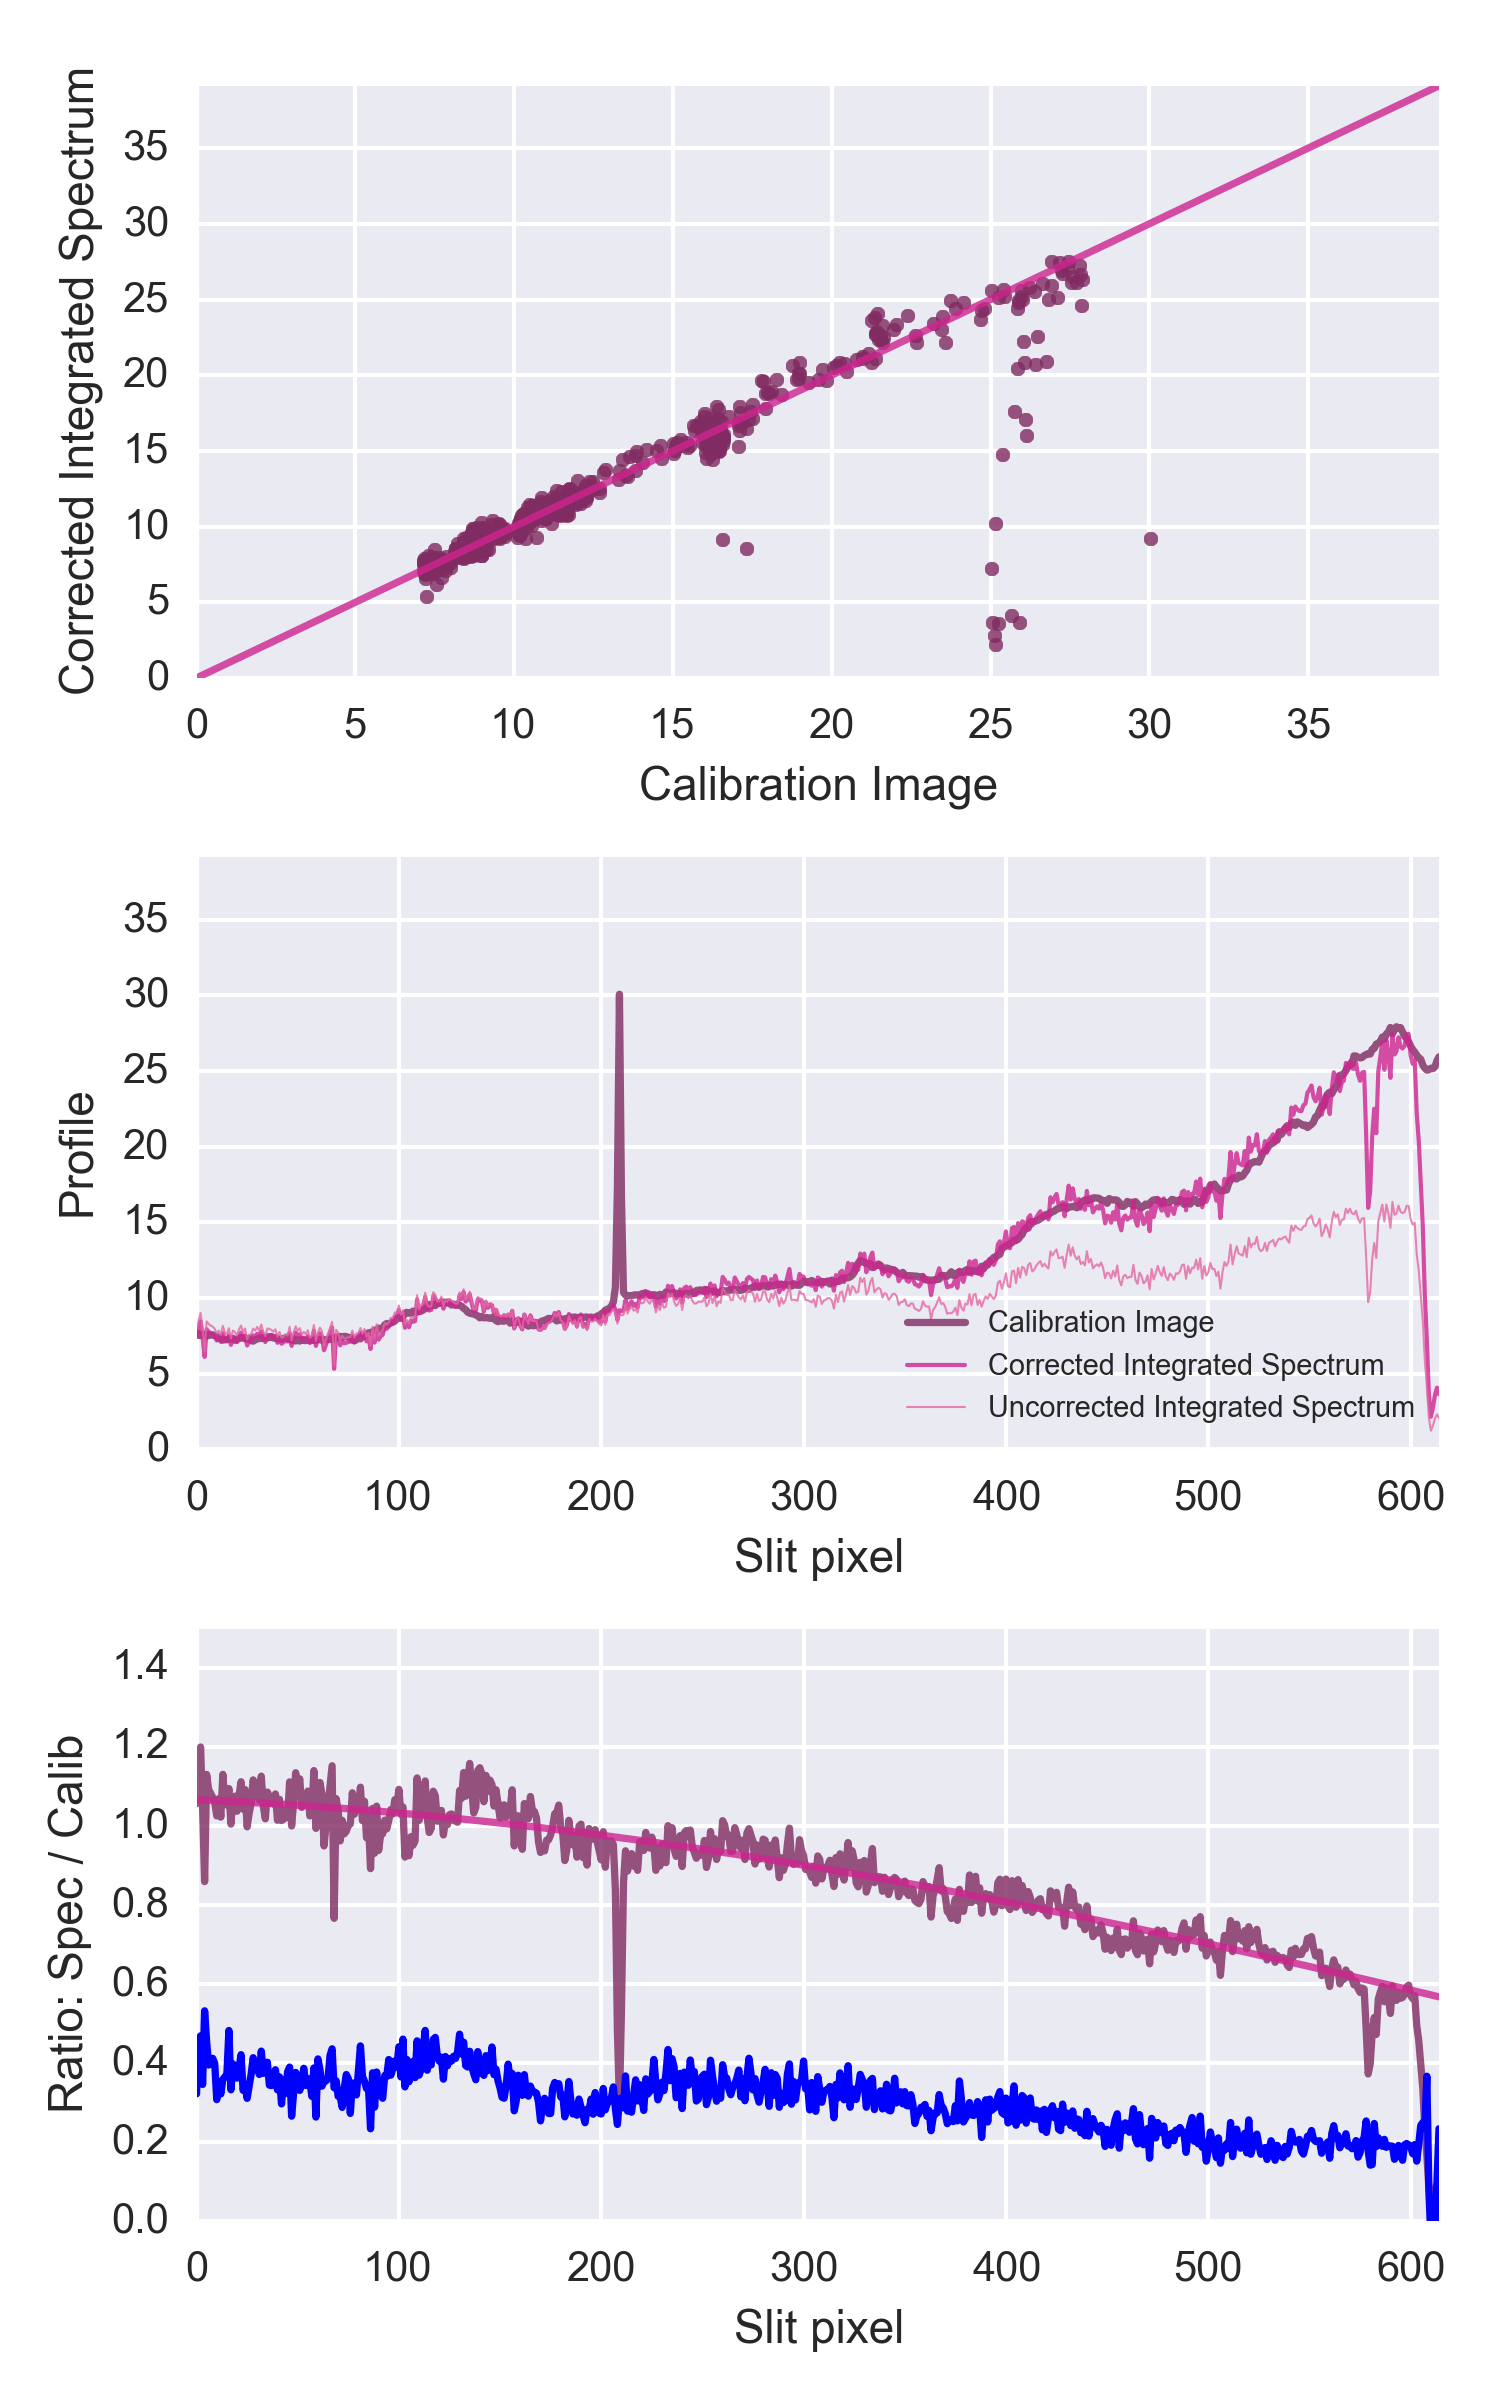 Corrected Integrated Spectrum
35
30
25
20
15
10
5
0
0 5 10 15 20 25 30 35
Calibration Image
Profile
35
30
25
20
15
10
5
0
Calibration Image
Corrected Integrated Spectrum
Uncorrected Integrated Spectrum
0 100 200 300 400 500 600
Slit pixel
Ratio: Spec / Calib
1.4
1.2
1.0
0.8
0.6
0.4
0.2
0.0
0 100 200 300 400 500 600
Slit pixel